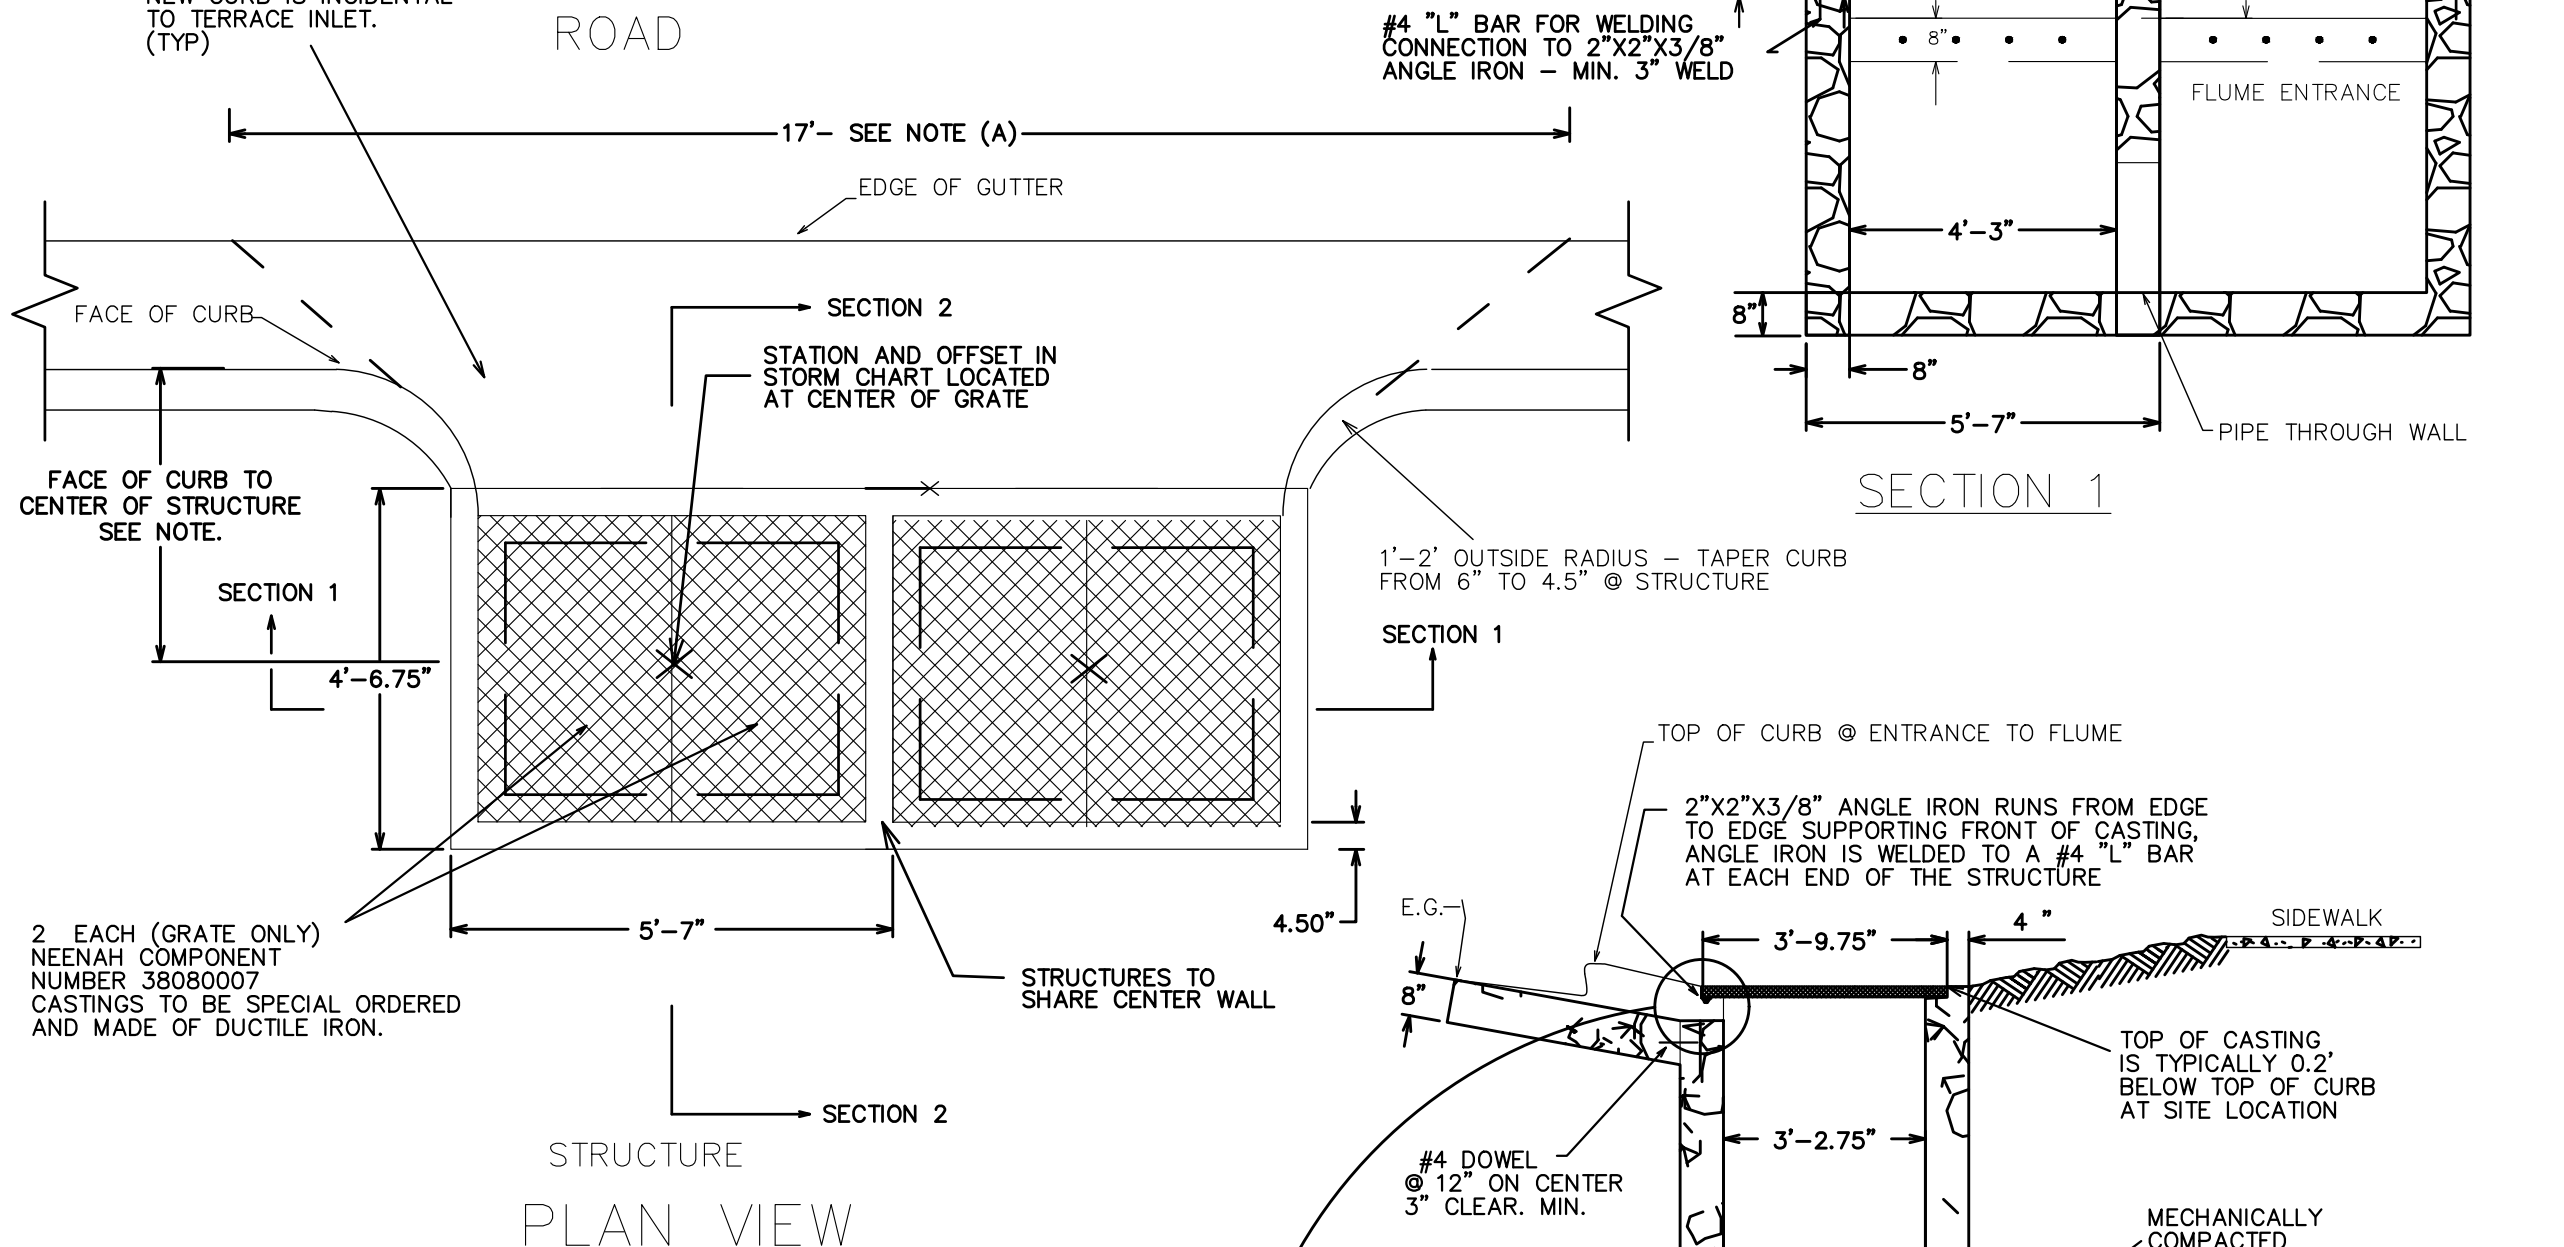 NEW CURB IS INCIDENTAL
TO TERRACE INLET.
(TYP)
ROAD
17'- SEE NOTE (A)
EDGE OF GUTTER
FACE OF CURB
SECTION 2
STATION AND OFFSET IN
STORM CHART LOCATED
AT CENTER OF GRATE
FACE OF CURB TO
CENTER OF STRUCTURE
SEE NOTE.
SECTION 1
4'-6.75"
1'-2' OUTSIDE RADIUS - TAPER CURB
FROM 6" TO 4.5" @ STRUCTURE
SECTION 1
4.50"
5'-7"
2 EACH (GRATE ONLY)
NEENAH COMPONENT
NUMBER 38080007
CASTINGS TO BE SPECIAL ORDERED
AND MADE OF DUCTILE IRON.
STRUCTURES TO
SHARE CENTER WALL
SECTION 2
STRUCTURE
PLAN VIEW
#4 "L" BAR FOR WELDING
CONNECTION TO 2"X2"X3/8"
ANGLE IRON - MIN. 3" WELD
8"
FLUME ENTRANCE
4'-3"
8"
8"
5'-7"
PIPE THROUGH WALL
SECTION 1
TOP OF CURB @ ENTRANCE TO FLUME
2"X2"X3/8" ANGLE IRON RUNS FROM EDGE
TO EDGE SUPPORTING FRONT OF CASTING,
ANGLE IRON IS WELDED TO A #4 "L" BAR
AT EACH END OF THE STRUCTURE
E.G.
3'-9.75"
4 "
SIDEWALK
8"
TOP OF CASTING
IS TYPICALLY 0.2'
BELOW TOP OF CURB
AT SITE LOCATION
3'-2.75"
#4 DOWEL
@ 12" ON CENTER
3" CLEAR. MIN.
MECHANICALLY
COMPACTED